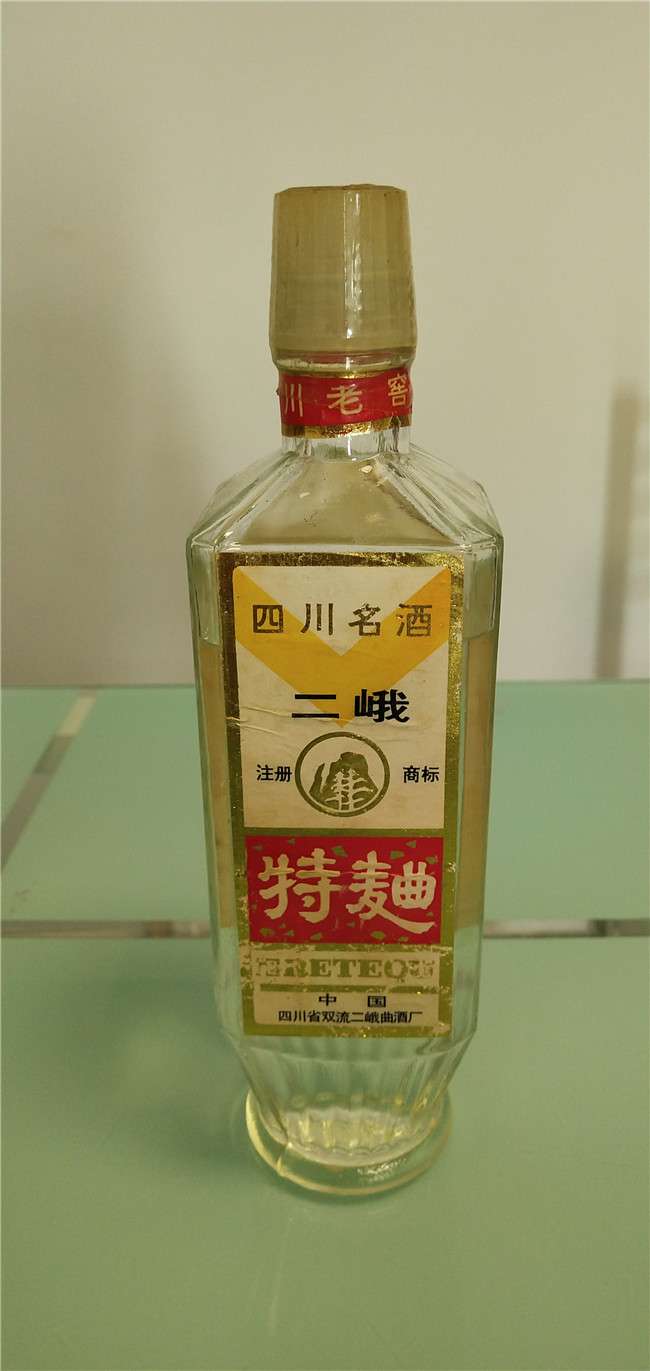 川老窖
四川名酒
二峨
注册 商标
特麯
ERETEQU
中国
四川省双流二峨曲酒厂